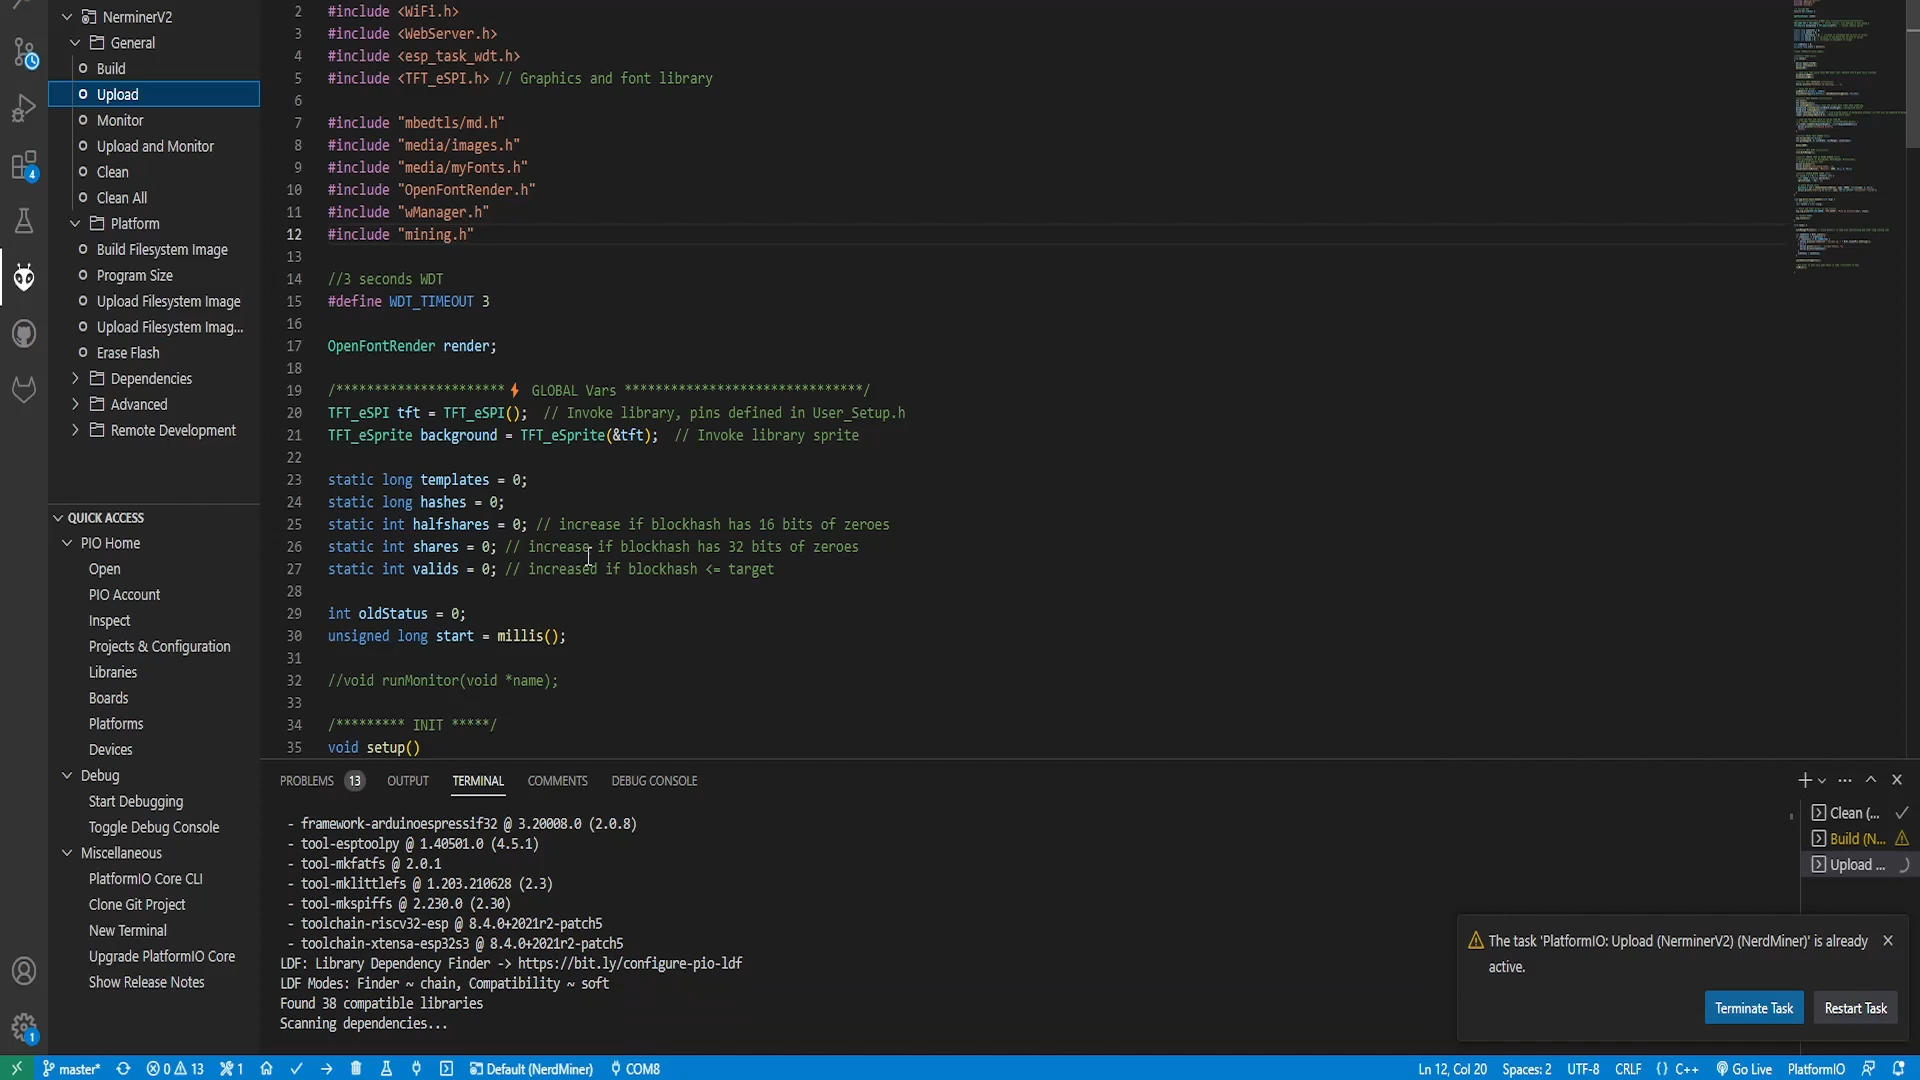 NerminerV2
General
Build
Upload
Monitor
Upload and Monitor
Clean
Clean All
Platform
Build Filesystem Image
Program Size
Upload Filesystem Image
Upload Filesystem Imag...
Erase Flash
Dependencies
Advanced
Remote Development
QUICK ACCESS
PIO Home
Open
PIO Account
Inspect
Projects & Configuration
Libraries
Boards
Platforms
Devices
Debug
Start Debugging
Toggle Debug Console
Miscellaneous
PlatformIO Core CLI
Clone Git Project
New Terminal
Upgrade PlatformIO Core
Show Release Notes
4
1
2 #include <WiFi.h>
3 #include <WebServer.h>
4 #include <esp_task_wdt.h>
5 #include <TFT_eSPI.h> // Graphics and font library
6
7 #include "mbedtls/md.h"
8 #include "media/images.h"
9 #include "media/myFonts.h"
10 #include "OpenFontRender.h"
11 #include "wManager.h"
12 #include "mining.h"
13
14 //3 seconds WDT
15 #define WDT_TIMEOUT 3
16
17 OpenFontRender render;
18
19 /********************** GLOBAL Vars *******************************/
20 TFT_eSPI tft = TFT_eSPI(); // Invoke library, pins defined in User_Setup.h
21 TFT_eSprite background = TFT_eSprite(&tft); // Invoke library sprite
22
23 static long templates = 0;
24 static long hashes = 0;
25 static int halfshares = 0; // increase if blockhash has 16 bits of zeroes
26 static int shares = 0; // increase if blockhash has 32 bits of zeroes
27 static int valids = 0; // increased if blockhash <= target
28
29 int oldStatus = 0;
30 unsigned long start = millis();
31
32 //void runMonitor(void *name);
33
34 /********* INIT *****/
35 void setup()
PROBLEMS 13 OUTPUT TERMINAL COMMENTS DEBUG CONSOLE
- framework-arduinoespressif32 @ 3.20008.0 (2.0.8)
- tool-esptoolpy @ 1.40501.0 (4.5.1)
- tool-mkfatfs @ 2.0.1
- tool-mklittlefs @ 1.203.210628 (2.3)
- tool-mkspiffs @ 2.230.0 (2.30)
- toolchain-riscv32-esp @ 8.4.0+2021r2-patch5
- toolchain-xtensa-esp32s3 @ 8.4.0+2021r2-patch5
LDF: Library Dependency Finder -> https://bit.ly/configure-pio-ldf
LDF Modes: Finder ~ chain, Compatibility ~ soft
Found 38 compatible libraries
Scanning dependencies...
Clean (...
Build (N...
Upload ...
The task 'PlatformIO: Upload (NerminerV2) (NerdMiner)' is already
active.
Terminate Task Restart Task
master* 0 13 1 Default (NerdMiner) COM8 Ln 12, Col 20 Spaces: 2 UTF-8 CRLF {} C++ Go Live PlatformIO